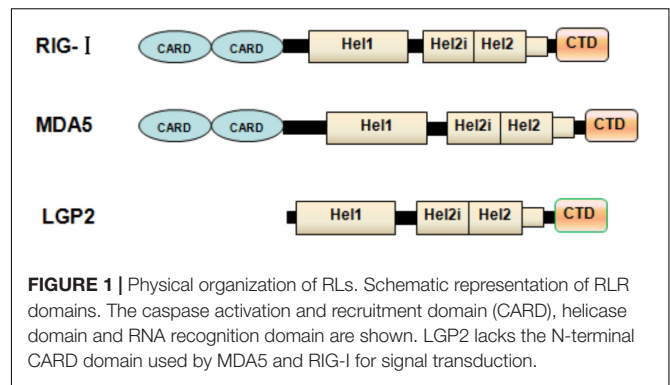 RIG-I CARD CARD Hel1 Hel2i Hel2 CTD
MDA5 CARD CARD Hel1 Hel2i Hel2 CTD
LGP2 Hel1 Hel2i Hel2 CTD
FIGURE 1 | Physical organization of RLs. Schematic representation of RLR
domains. The caspase activation and recruitment domain (CARD), helicase
domain and RNA recognition domain are shown. LGP2 lacks the N-terminal
CARD domain used by MDA5 and RIG-I for signal transduction.